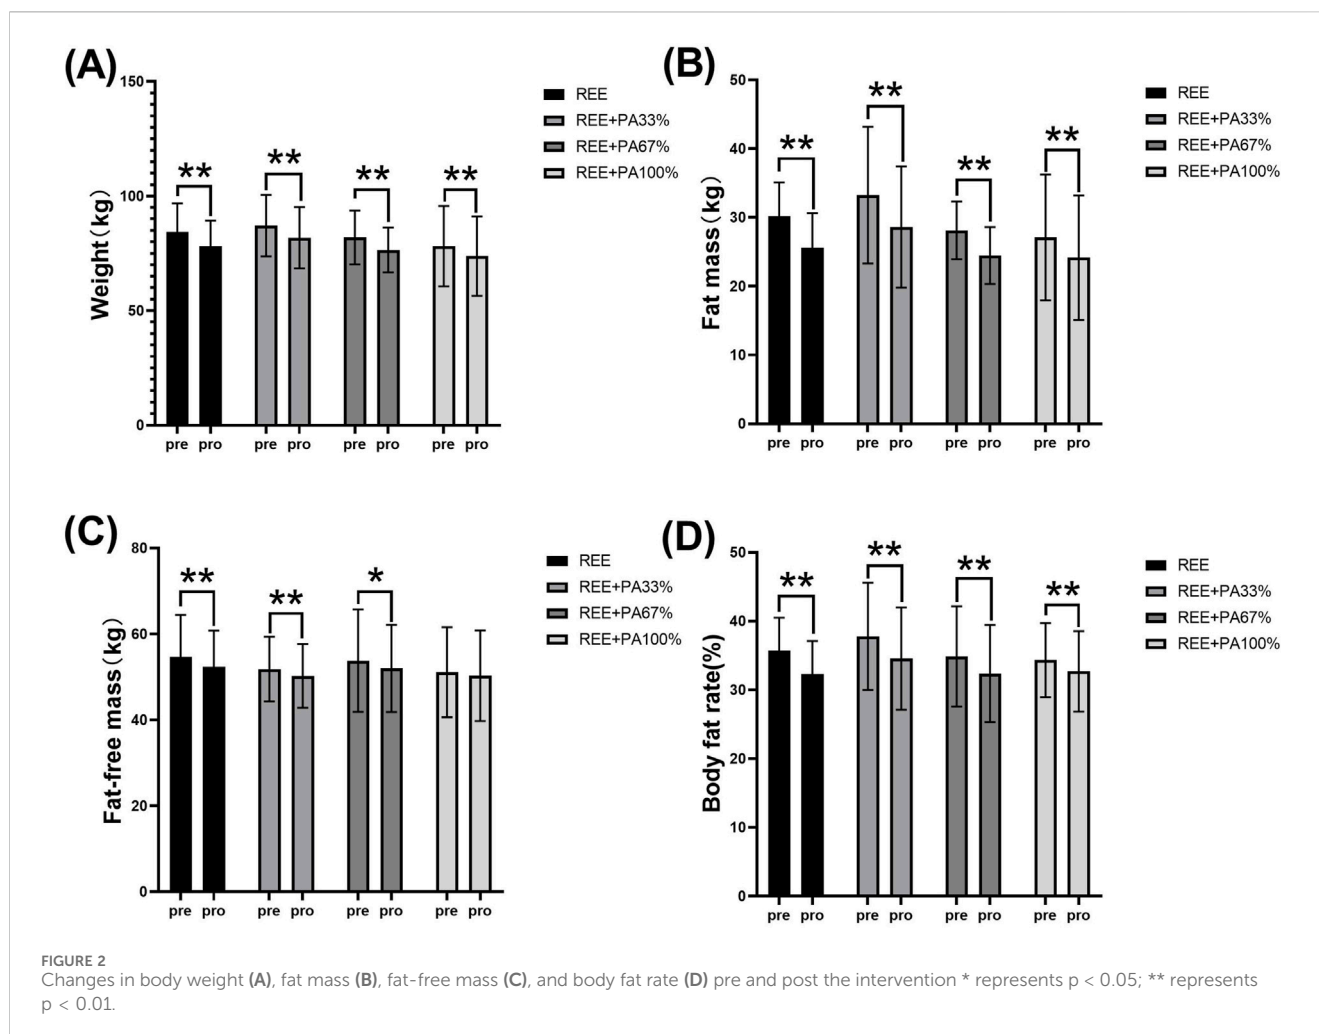 (A)
150
100
50
0
Weight(kg)
** ** ** **
pre pro pre pro pre pro pre pro
REE
REE+PA33%
REE+PA67%
REE+PA100%
(B)
50
40
30
20
10
0
Fat mass(kg)
** ** ** **
pre pro pre pro pre pro pre pro
REE
REE+PA33%
REE+PA67%
REE+PA100%
(C)
80
60
40
20
0
Fat-free mass(kg)
** ** *
pre pro pre pro pre pro pre pro
REE
REE+PA33%
REE+PA67%
REE+PA100%
(D)
50
40
30
20
10
0
Body fat rate(%)
** ** ** **
pre pro pre pro pre pro pre pro
REE
REE+PA33%
REE+PA67%
REE+PA100%
FIGURE 2
Changes in body weight (A), fat mass (B), fat-free mass (C), and body fat rate (D) pre and post the intervention * represents p < 0.05; ** represents
p < 0.01.